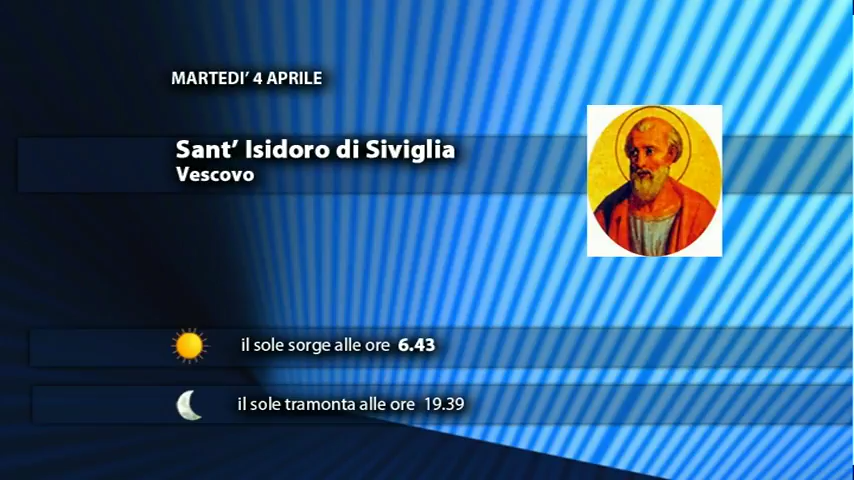 MARTEDI’ 4 APRILE
Sant’ Isidoro di Siviglia
Vescovo
il sole sorge alle ore 6.43
il sole tramonta alle ore 19.39